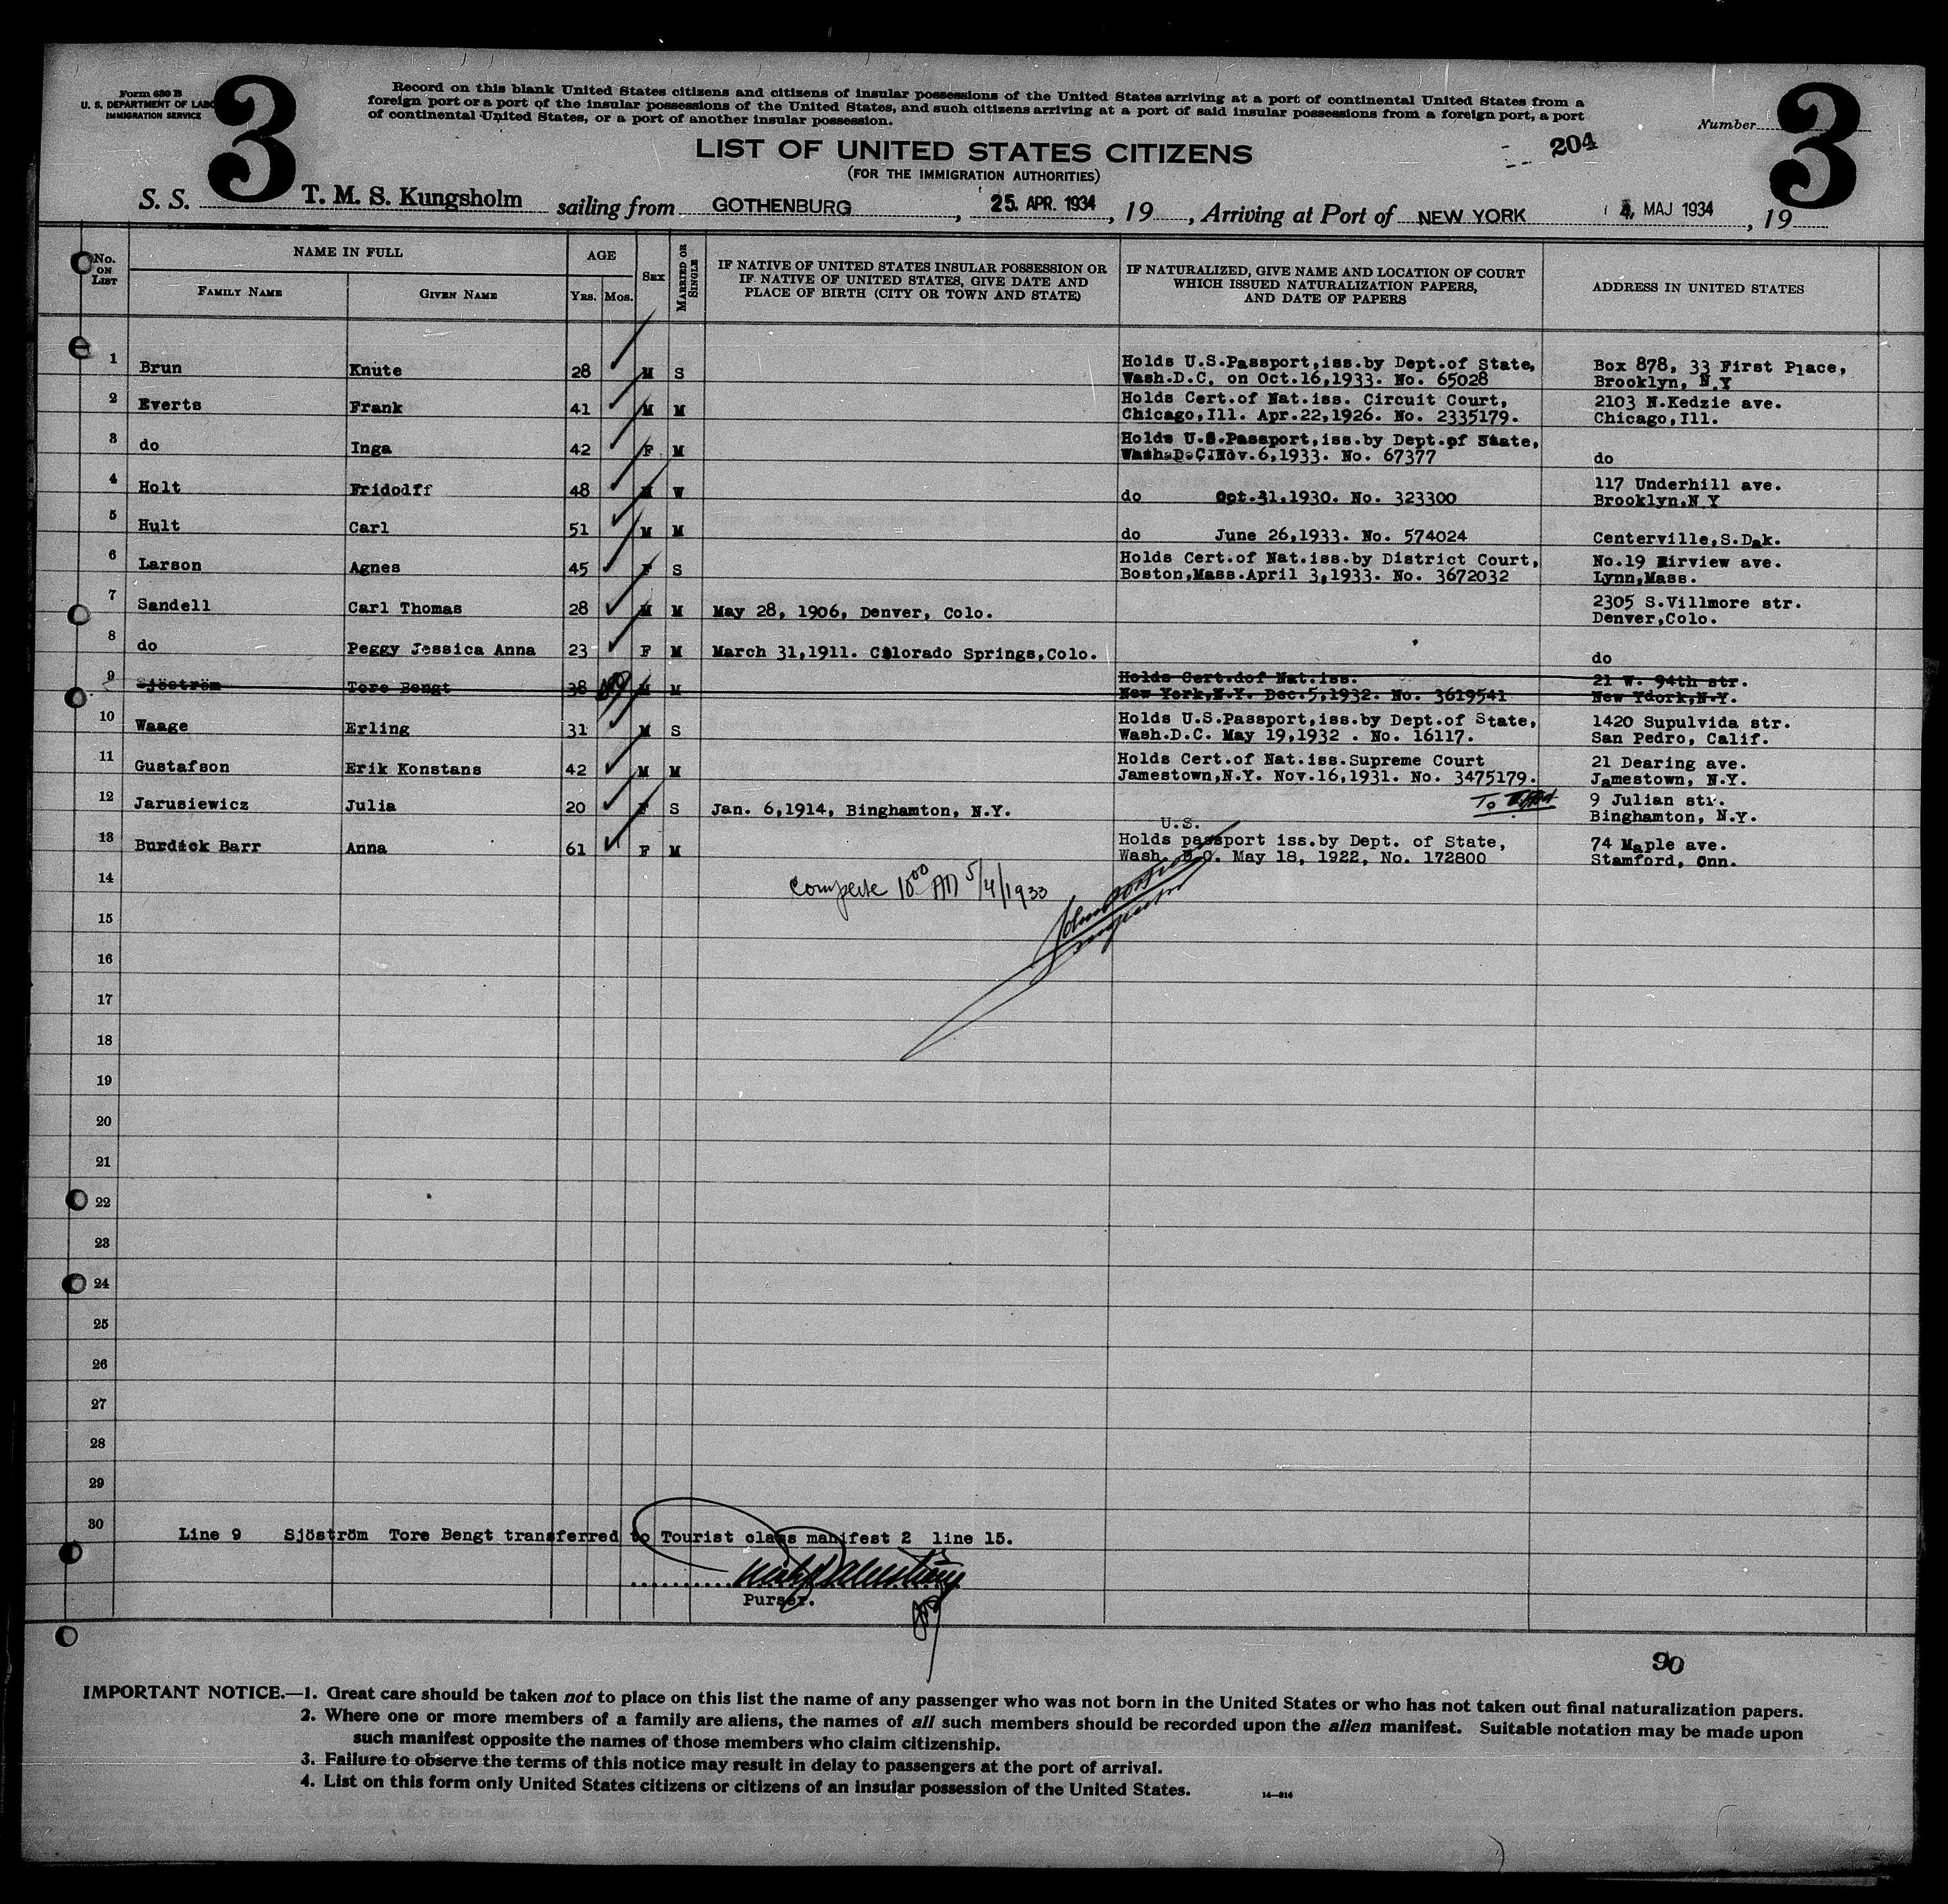 Form 630 B
U. S. DEPARTMENT OF LABO
IMMIGRATION SERVICE
3
Record on this blank United States citizens and citizens of insular possessions of the United States arriving at a port of continental United States from a
foreign port or a port of the insular possessions of the United States, and such citizens arriving at a port of said insular possessions from a foreign port, a port
of continental United States, or a port of another insular possession.
Number
3
204
LIST OF UNITED STATES CITIZENS
(FOR THE IMMIGRATION AUTHORITIES)
S. S. T. M. S. Kungsholm sailing from GOTHENBURG, 25. APR. 1934, 19, Arriving at Port of NEW YORK 4, MAJ 1934, 19
No. ON LIST
NAME IN FULL
FAMILY NAME
GIVEN NAME
AGE
YRS. MOS.
SEX
MARRIED OR SINGLE
IF NATIVE OF UNITED STATES INSULAR POSSESSION OR
IF NATIVE OF UNITED STATES, GIVE DATE AND
PLACE OF BIRTH (CITY OR TOWN AND STATE)
IF NATURALIZED, GIVE NAME AND LOCATION OF COURT
WHICH ISSUED NATURALIZATION PAPERS,
AND DATE OF PAPERS
ADDRESS IN UNITED STATES
1 Brun Knute 28 M S Holds U.S.Passport,iss.by Dept.of State, Box 878, 33 First Place,
Wash.D.C. on Oct.16,1933. No. 65028 Brooklyn, N.Y
2 Everts Frank 41 M M Holds Cert.of Nat.iss. Circuit Court, 2103 N.Kedzie ave.
Chicago,Ill. Apr.22,1926. No. 2335179. Chicago,Ill.
3 do Inga 42 F M Holds U.S.Passport,iss.by Dept.of State,
Wash.D.C.Nov.6,1933. No. 67377 do
4 Holt Fridolff 48 M W do Oct.31,1930. No. 323300 117 Underhill ave.
Brooklyn,N.Y
5 Hult Carl 51 M M do June 26,1933. No. 574024 Centerville,S.Dak.
6 Larson Agnes 45 F S Holds Cert.of Nat.iss.by District Court, No.19 Eirview ave.
Boston,Mass.April 3,1933. No. 3672032 Lynn,Mass.
7 Sandell Carl Thomas 28 M M May 28, 1906, Denver, Colo. 2305 S.Villmore str.
Denver,Colo.
8 do Peggy Jessica Anna 23 F M March 31,1911. Colorado Springs,Colo. do
9 Sjöström Tore Bengt 38 M M Holds Cert.dof Nat.iss. 21 W. 94th str.
New York,N.Y. Dec.5,1932. No. 3619541 New Ydork,N.Y.
10 Waage Erling 31 M S Holds U.S.Passport,iss.by Dept.of State, 1420 Supulvida str.
Wash.D.C. May 19,1932 . No. 16117. San Pedro, Calif.
11 Gustafson Erik Konstans 42 M M Holds Cert.of Nat.iss.Supreme Court 21 Dearing ave.
Jamestown,N.Y. Nov.16,1931. No. 3475179. Jamestown, N.Y.
12 Jarusiewicz Julia 20 F S Jan. 6,1914, Binghamton, N.Y. To 9 Julian str.
Binghamton, N.Y.
U.S.
13 Burdick Barr Anna 61 F M Holds passport iss.by Dept. of State, 74 Maple ave.
Wash. D.C. May 18, 1922, No. 172800 Stamford, Cnn.
14
15
16
17
18
19
20
21
22
23
24
25
26
27
28
29
30
5/4/1933
Line 9 Sjöström Tore Bengt transferred to Tourist class manifest 2 line 15.
Purser.
90
IMPORTANT NOTICE.—1. Great care should be taken not to place on this list the name of any passenger who was not born in the United States or who has not taken out final naturalization papers.
2. Where one or more members of a family are aliens, the names of all such members should be recorded upon the alien manifest. Suitable notation may be made upon
such manifest opposite the names of those members who claim citizenship.
3. Failure to observe the terms of this notice may result in delay to passengers at the port of arrival.
4. List on this form only United States citizens or citizens of an insular possession of the United States.